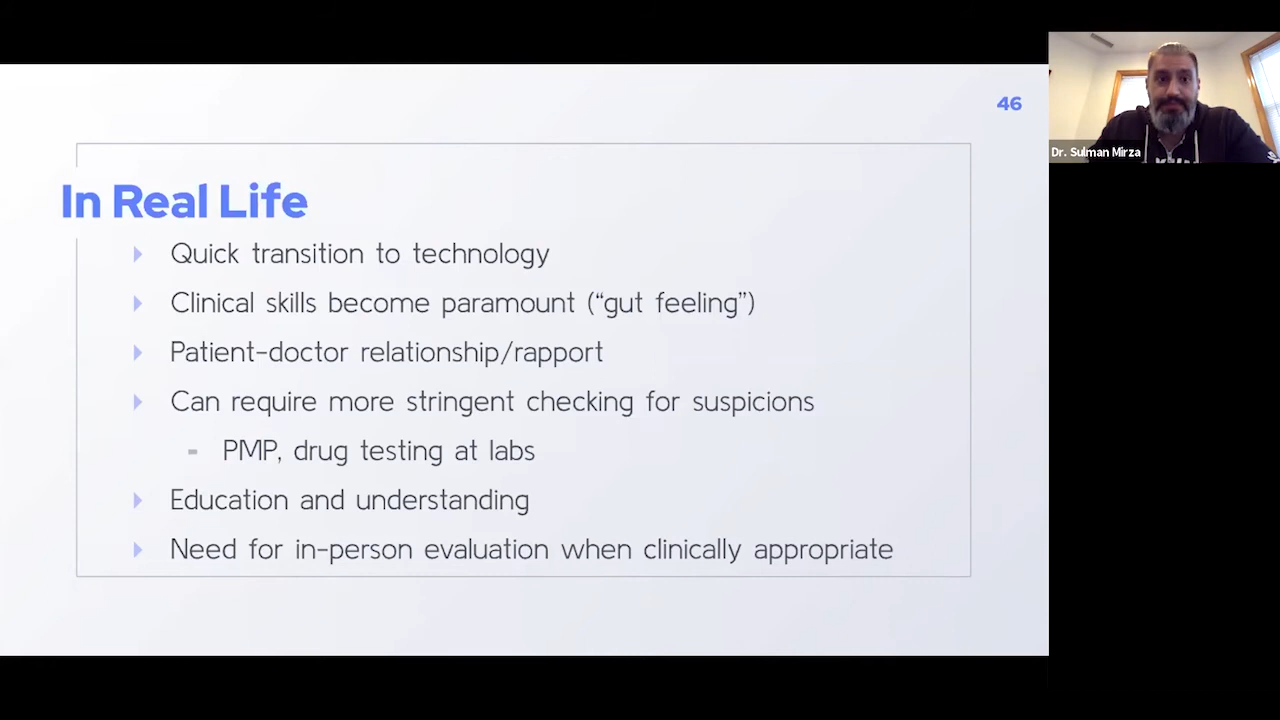 46
In Real Life
Quick transition to technology
Clinical skills become paramount (“gut feeling”)
Patient-doctor relationship/rapport
Can require more stringent checking for suspicions
- PMP, drug testing at labs
Education and understanding
Need for in-person evaluation when clinically appropriate
Dr. Sulman Mirza